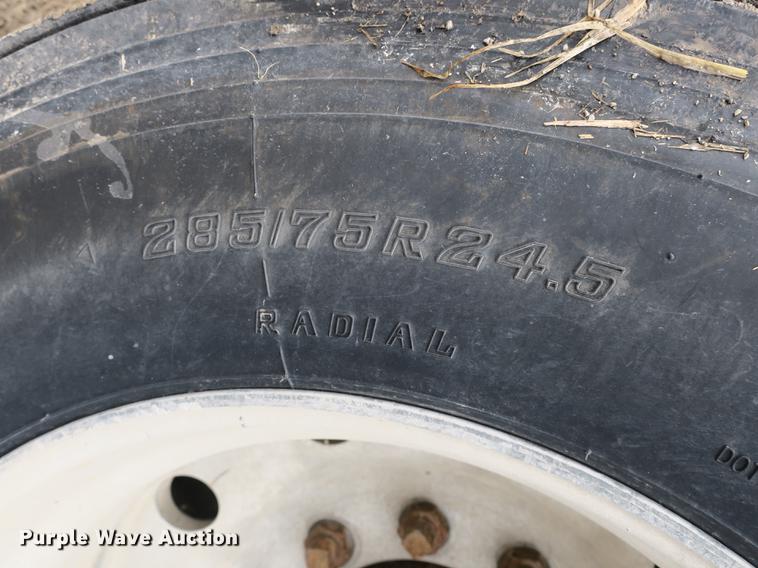 285/75R24.5
RADIAL
DOT
Purple Wave Auction